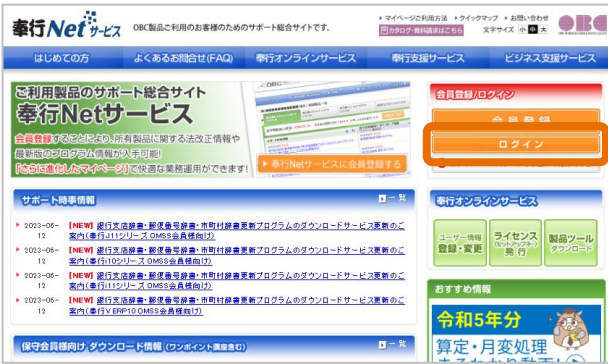 奉行Netサービス
OBC製品ご利用のお客様のためのサポート総合サイトです。
マイページご利用方法 クイックマップ お問い合わせ
カタログ・資料請求はこちら 文字サイズ 小 中 大
OBC
はじめての方 よくあるお問合せ(FAQ) 奉行オンラインサービス 奉行支援サービス ビジネス支援サービス
ご利用製品のサポート総合サイト
奉行Netサービス
会員登録することにより、所有製品に関する法改正情報や
最新版のプログラム情報が入手可能!
「さらに進化したマイページ」で快適な業務運用ができます!
奉行Netサービスに会員登録する
会員登録/ログイン
会員登録
ログイン
サポート時事情報 一覧
2023-06-12 【NEW】銀行支店辞書・郵便番号辞書・市町村辞書更新プログラムのダウンロードサービス更新のご
案内(奉行J11シリーズ OMSS会員様向け)
2023-06-12 【NEW】銀行支店辞書・郵便番号辞書・市町村辞書更新プログラムのダウンロードサービス更新のご
案内(奉行i10シリーズ OMSS会員様向け)
2023-06-12 【NEW】銀行支店辞書・郵便番号辞書・市町村辞書更新プログラムのダウンロードサービス更新のご
案内(奉行i11シリーズ OMSS会員様向け)
2023-06-12 【NEW】銀行支店辞書・郵便番号辞書・市町村辞書更新プログラムのダウンロードサービス更新のご
案内(奉行V ERP10 OMSS会員様向け)
保守会員様向け ダウンロード情報 (ワンポイント講座含む) 一覧
奉行オンラインサービス
ユーザー情報
登録・変更
ライセンス
(セットアップキー)
発行
製品ツール
ダウンロード
おすすめ情報
令和5年分
算定・月変処理